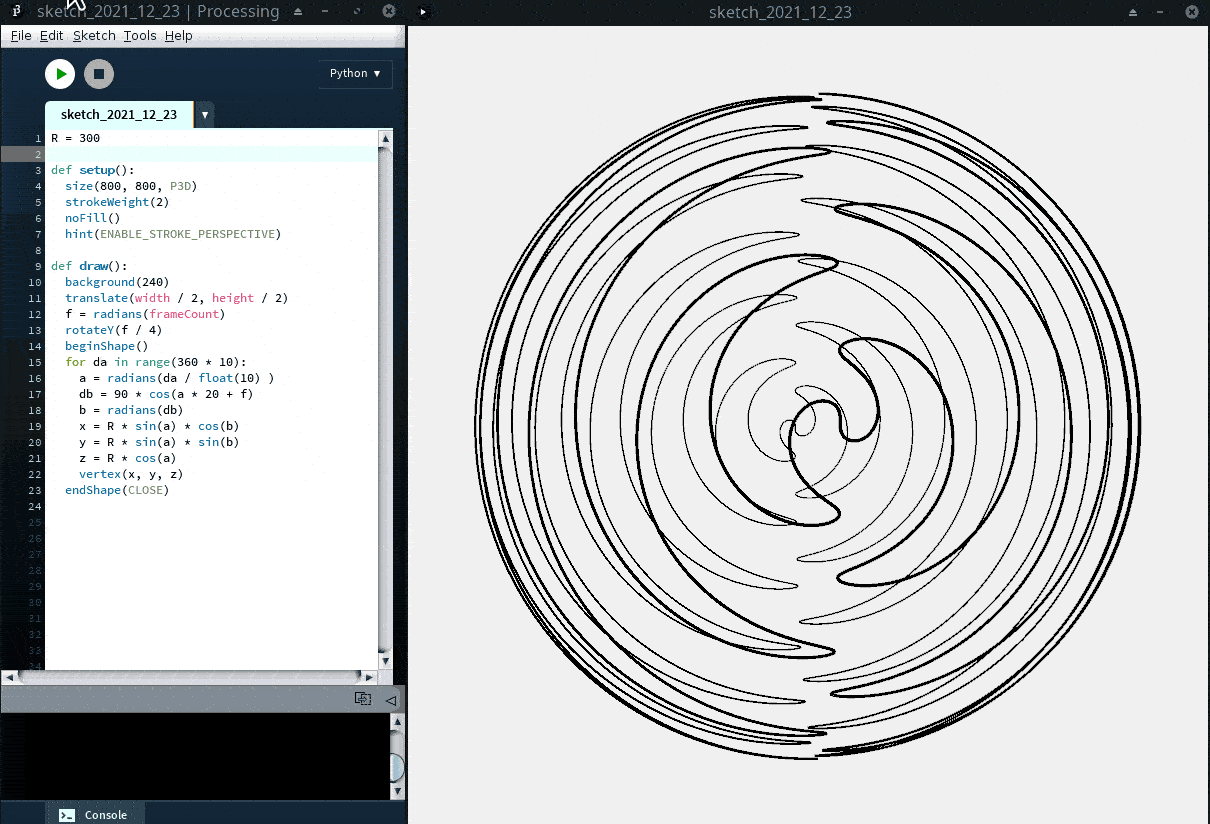 sketch_2021_12_23 | Processing
sketch_2021_12_23
File Edit Sketch Tools Help
Python ▾
sketch_2021_12_23 ▾
1 R = 300
2
3 def setup():
4 size(800, 800, P3D)
5 strokeWeight(2)
6 noFill()
7 hint(ENABLE_STROKE_PERSPECTIVE)
8
9 def draw():
10 background(240)
11 translate(width / 2, height / 2)
12 f = radians(frameCount)
13 rotateY(f / 4)
14 beginShape()
15 for da in range(360 * 10):
16 a = radians(da / float(10) )
17 db = 90 * cos(a * 20 + f)
18 b = radians(db)
19 x = R * sin(a) * cos(b)
20 y = R * sin(a) * sin(b)
21 z = R * cos(a)
22 vertex(x, y, z)
23 endShape(CLOSE)
24
25
26
27
28
29
30
31
32
33
34
Console